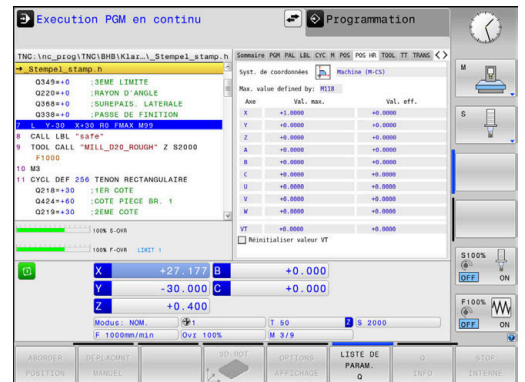 Execution PGM en continu
Programmation
TNC:\nc_prog\TNC\BHB\Klar…\_Stempel_stamp.h
→_Stempel_stamp.h
Q349=+0 ;3EME LIMITE
Q220=+0 ;RAYON D'ANGLE
Q368=+0 ;SUREPAIS. LATERALE
Q338=+0 ;PASSE DE FINITION
7 L Y-30 X+30 R0 FMAX M99
8 CALL LBL "safe"
9 TOOL CALL "MILL_D20_ROUGH" Z S2000
F1000
10 M3
11 CYCL DEF 256 TENON RECTANGULAIRE
Q218=+30 ;1ER COTE
Q424=+60 ;COTE PIECE BR. 1
Q219=+30 ;2EME COTE
100% S-OVR
100% F-OVR LIMIT 1
Sommaire PGM PAL LBL CYC M POS POS HR TOOL TT TRANS
Syst. de coordonnées Machine (M-CS)
Max. value defined by: M118
Axe Val. max. Val. eff.
X +1.0000 +0.0000
Y +0.0000 +0.0000
Z +0.0000 +0.0000
A +0.0000 +0.0000
B +0.0000 +0.0000
C +0.0000 +0.0000
U +0.0000 +0.0000
V +0.0000 +0.0000
W +0.0000 +0.0000
VT +0.0000 +0.0000
Réinitialiser valeur VT
X +27.177 B +0.000
Y -30.000 C +0.000
Z +0.400
Modus: NOM. 1 T 50 Z S 2000
F 1000mm/min Ovr 100% M 3/9
ABORDER POSITION
DEPLACMNT MANUEL
3D ROT
OPTIONS AFFICHAGE
LISTE DE PARAM. Q
Q INFO
STOP INTERNE
M
S
S100%
OFF ON
F100%
OFF ON